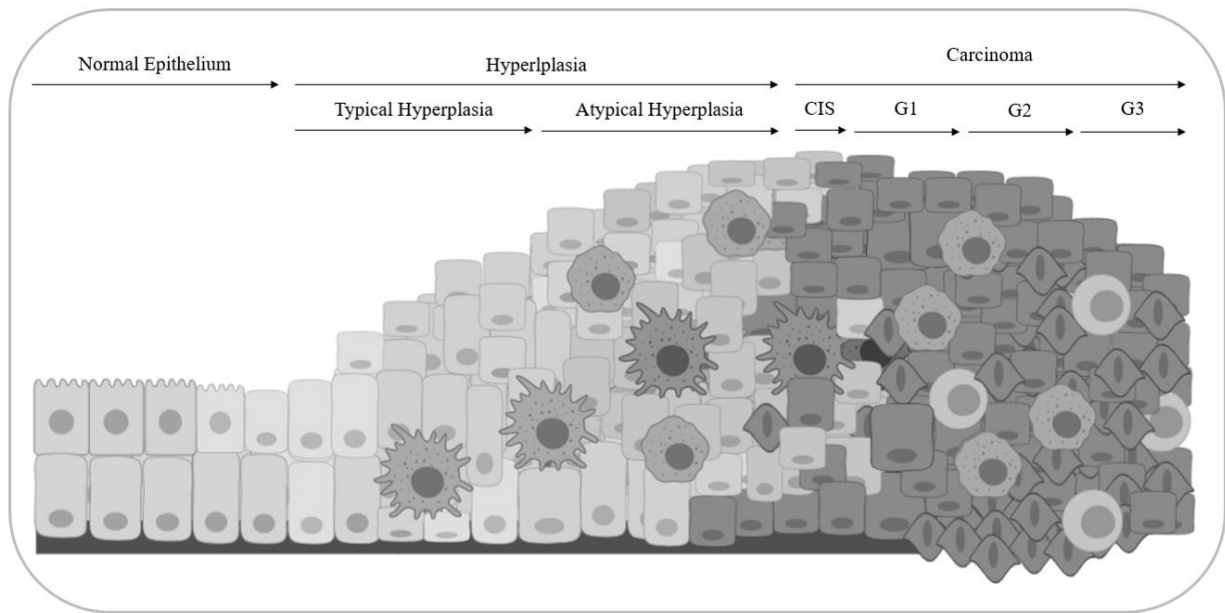 Normal Epithelium
Hyperlplasia
Carcinoma
Typical Hyperplasia
Atypical Hyperplasia
CIS
G1
G2
G3